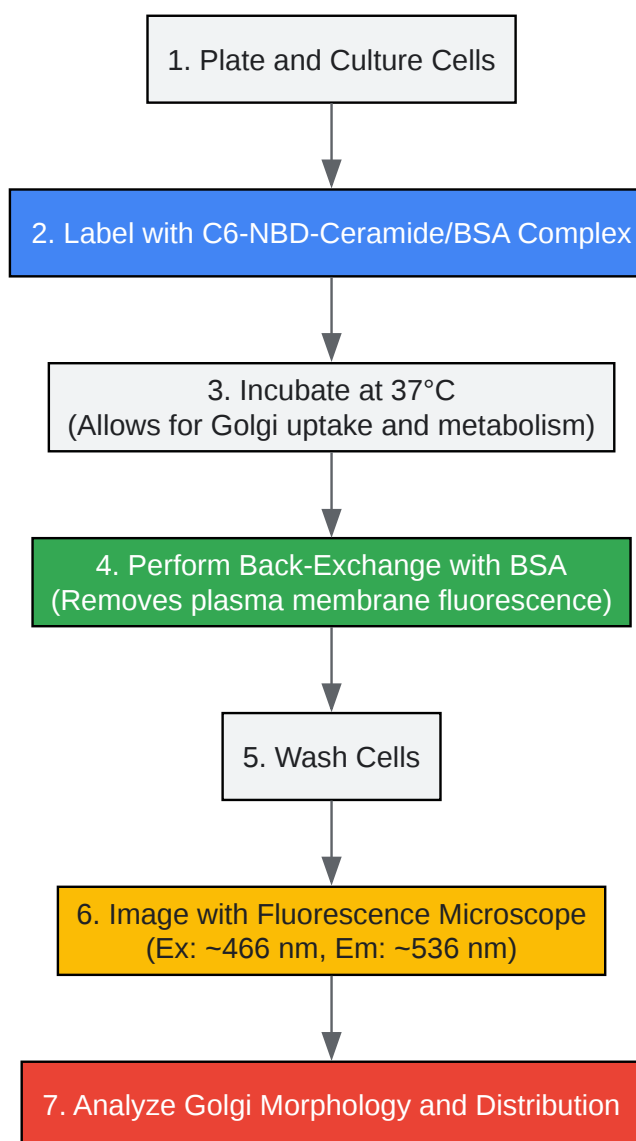 1. Plate and Culture Cells
2. Label with C6-NBD-Ceramide/BSA Complex
3. Incubate at 37°C
(Allows for Golgi uptake and metabolism)
4. Perform Back-Exchange with BSA
(Removes plasma membrane fluorescence)
5. Wash Cells
6. Image with Fluorescence Microscope
(Ex: ~466 nm, Em: ~536 nm)
7. Analyze Golgi Morphology and Distribution